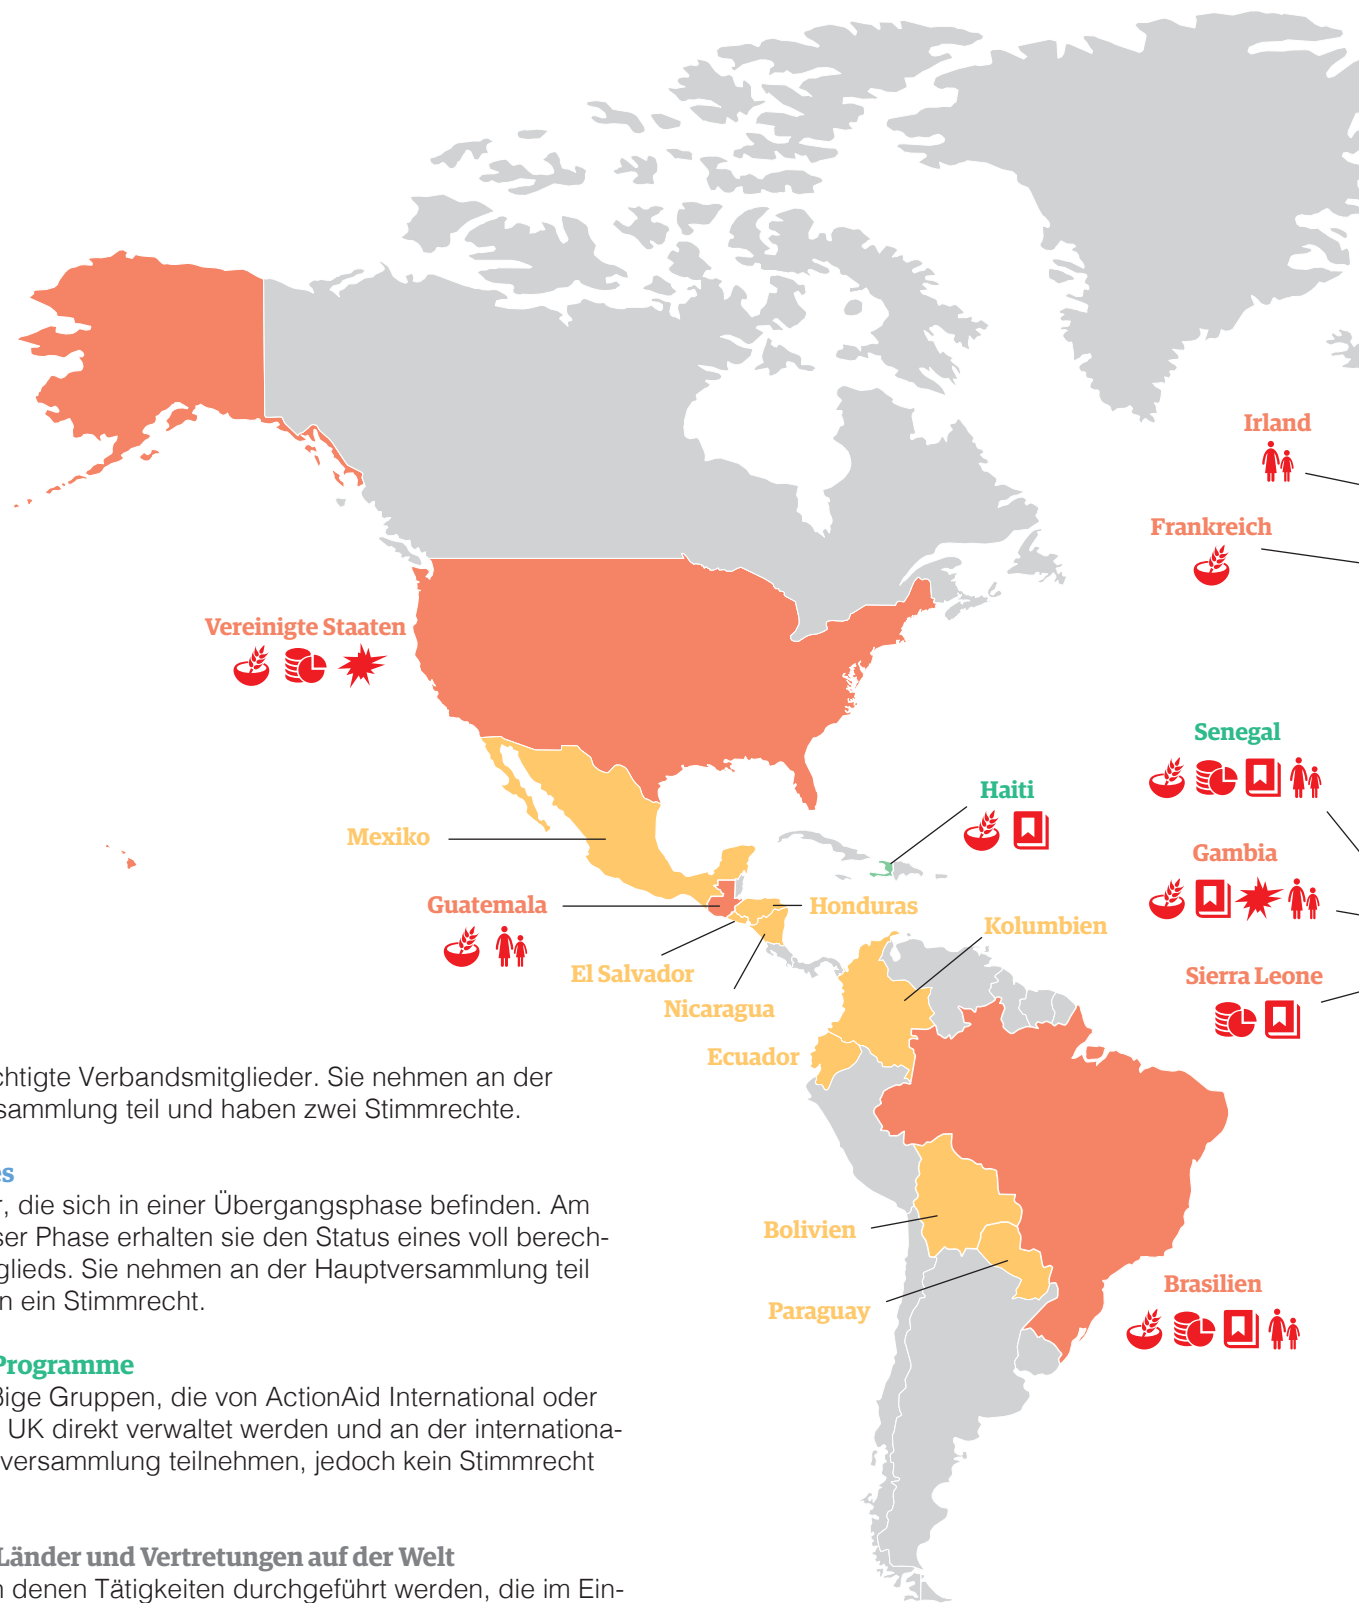 Irland
Frankreich
Vereinigte Staaten
Senegal
Haiti
Mexiko
Gambia
Guatemala
Honduras
Kolumbien
El Salvador
Sierra Leone
Nicaragua
Ecuador
chtigte Verbandsmitglieder. Sie nehmen an der
sammlung teil und haben zwei Stimmrechte.
es
r, die sich in einer Übergangsphase befinden. Am
ser Phase erhalten sie den Status eines voll berech-
glieds. Sie nehmen an der Hauptversammlung teil
n ein Stimmrecht.
Bolivien
Brasilien
Paraguay
Programme
ßige Gruppen, die von ActionAid International oder
UK direkt verwaltet werden und an der internationa-
versammlung teilnehmen, jedoch kein Stimmrecht
Länder und Vertretungen auf der Welt
n denen Tätigkeiten durchgeführt werden, die im Ein-